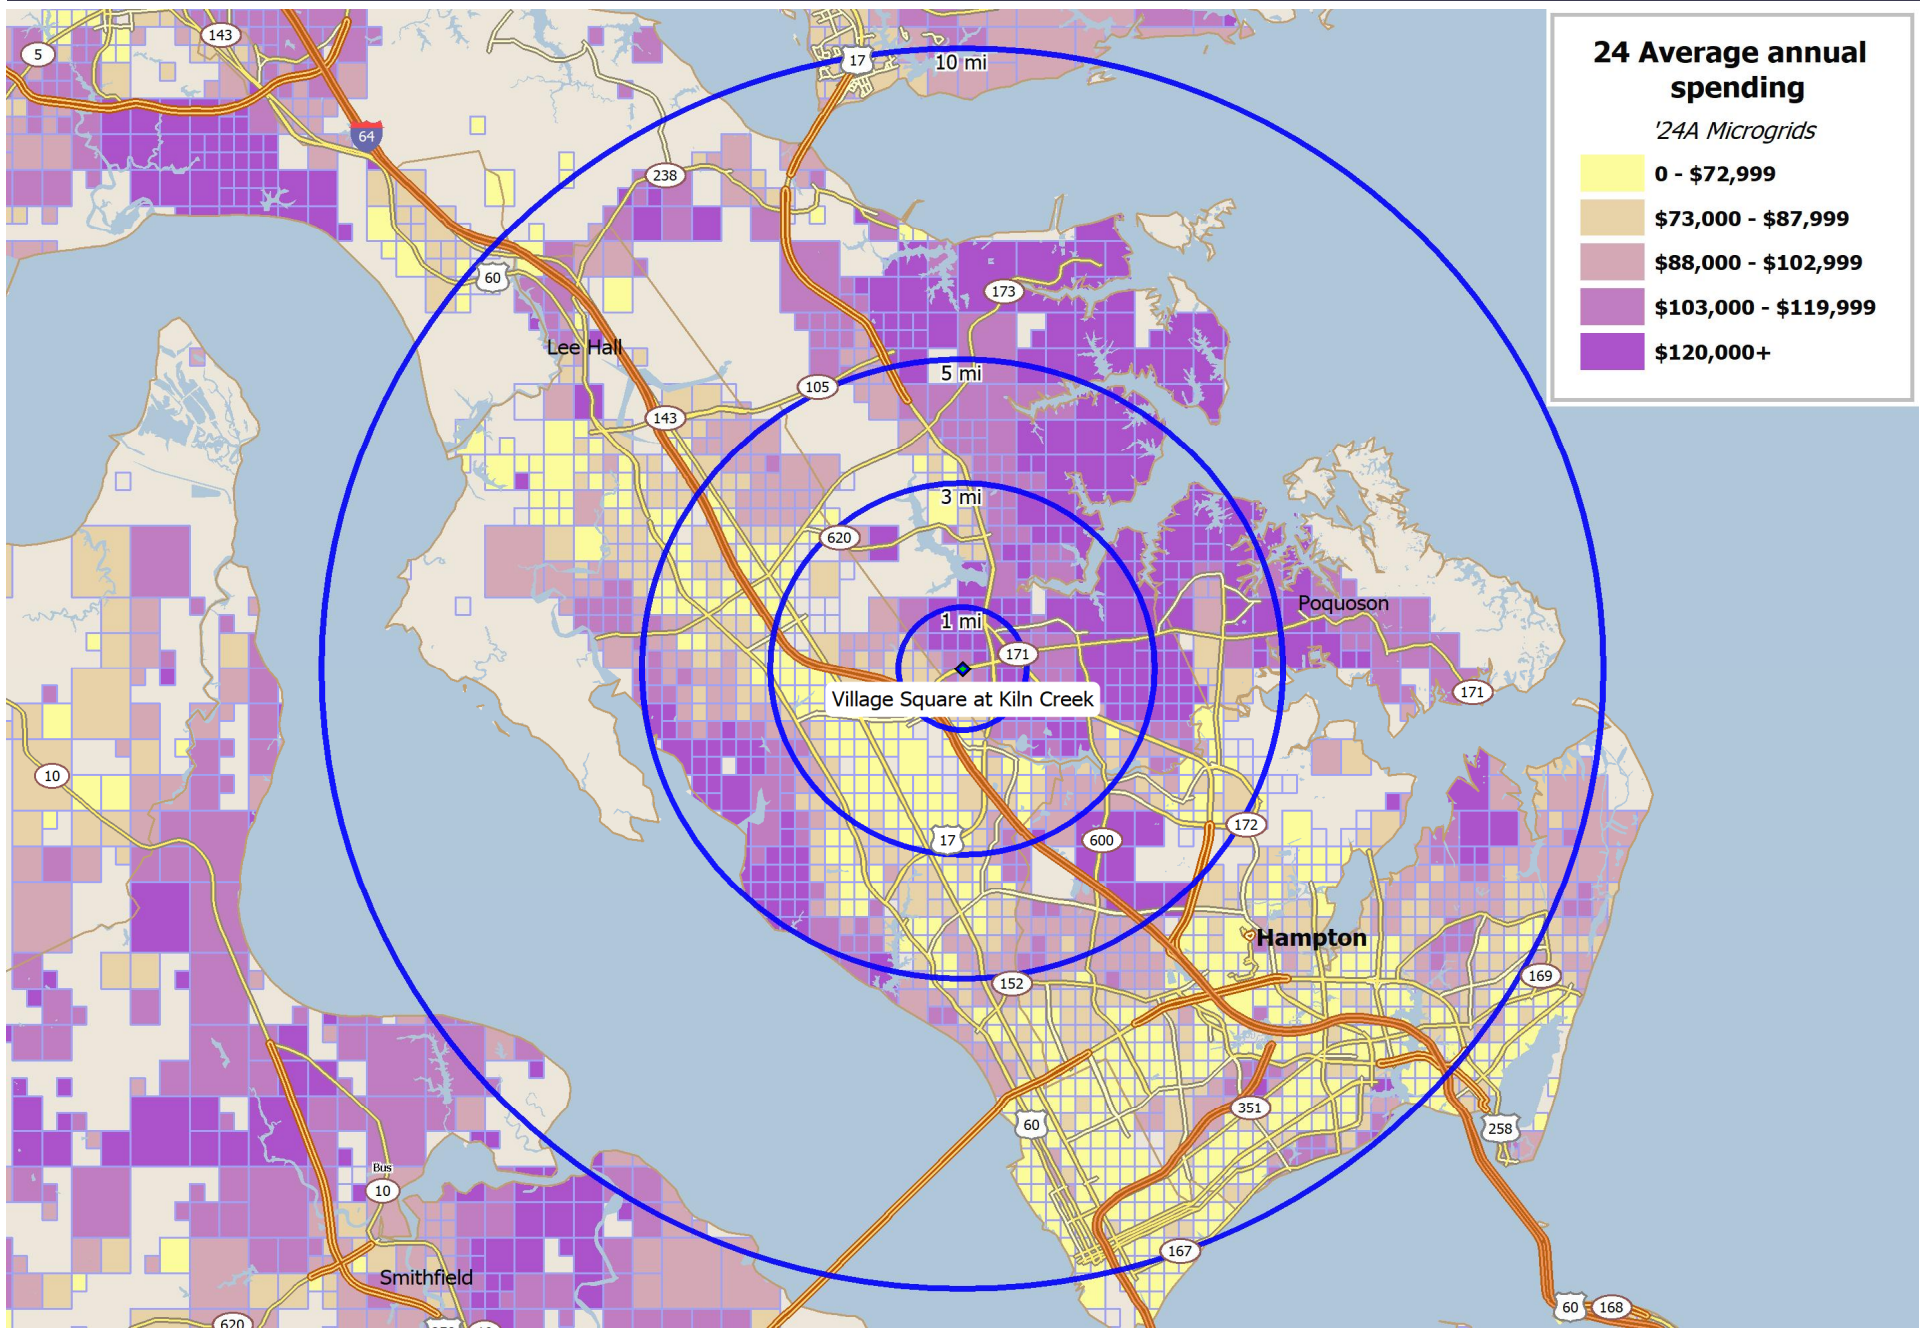 24 Average annual
spending
'24A Microgrids
0 - $72,999
$73,000 - $87,999
$88,000 - $102,999
$103,000 - $119,999
$120,000+
5
143
17
10 mi
64
238
60
173
Lee Hall
5 mi
105
143
3 mi
620
Poquoson
1 mi
171
171
Village Square at Kiln Creek
10
17
600
172
Hampton
152
169
351
60
258
Bus
10
167
Smithfield
60
168
620